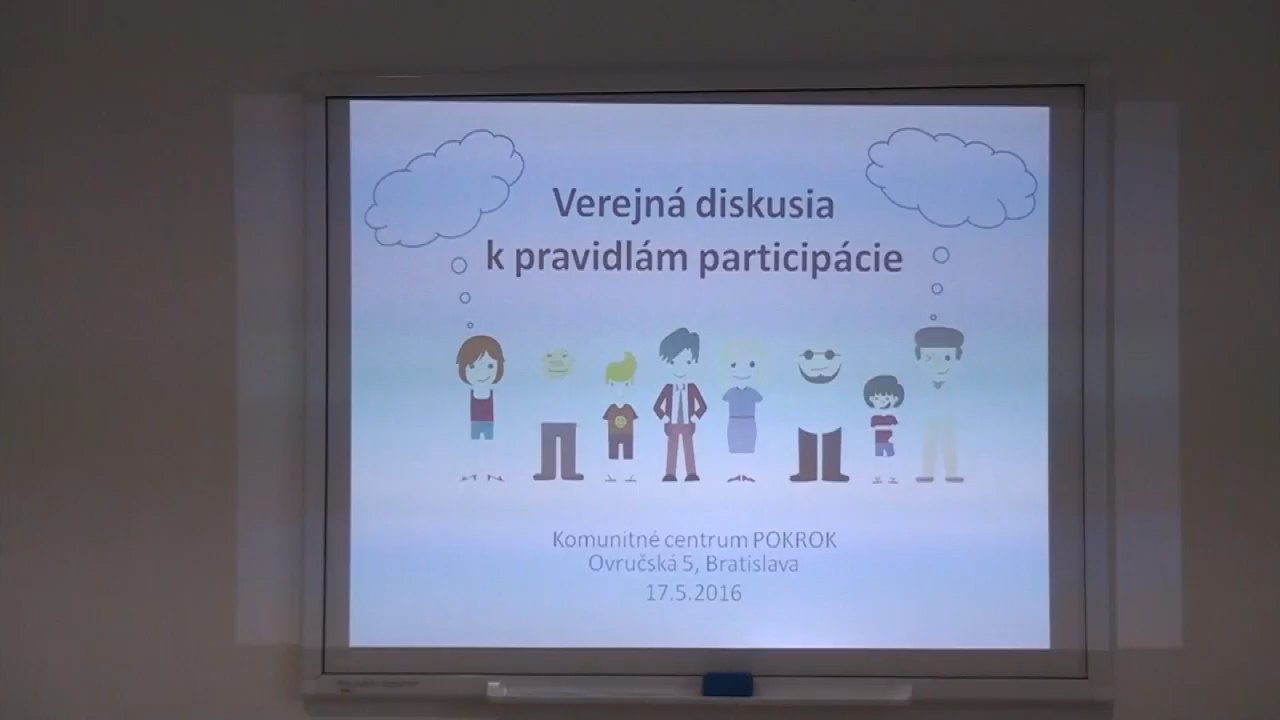 Verejná diskusia
k pravidlám participácie
Komunitné centrum POKROK
Ovručská 5, Bratislava
17.5.2016